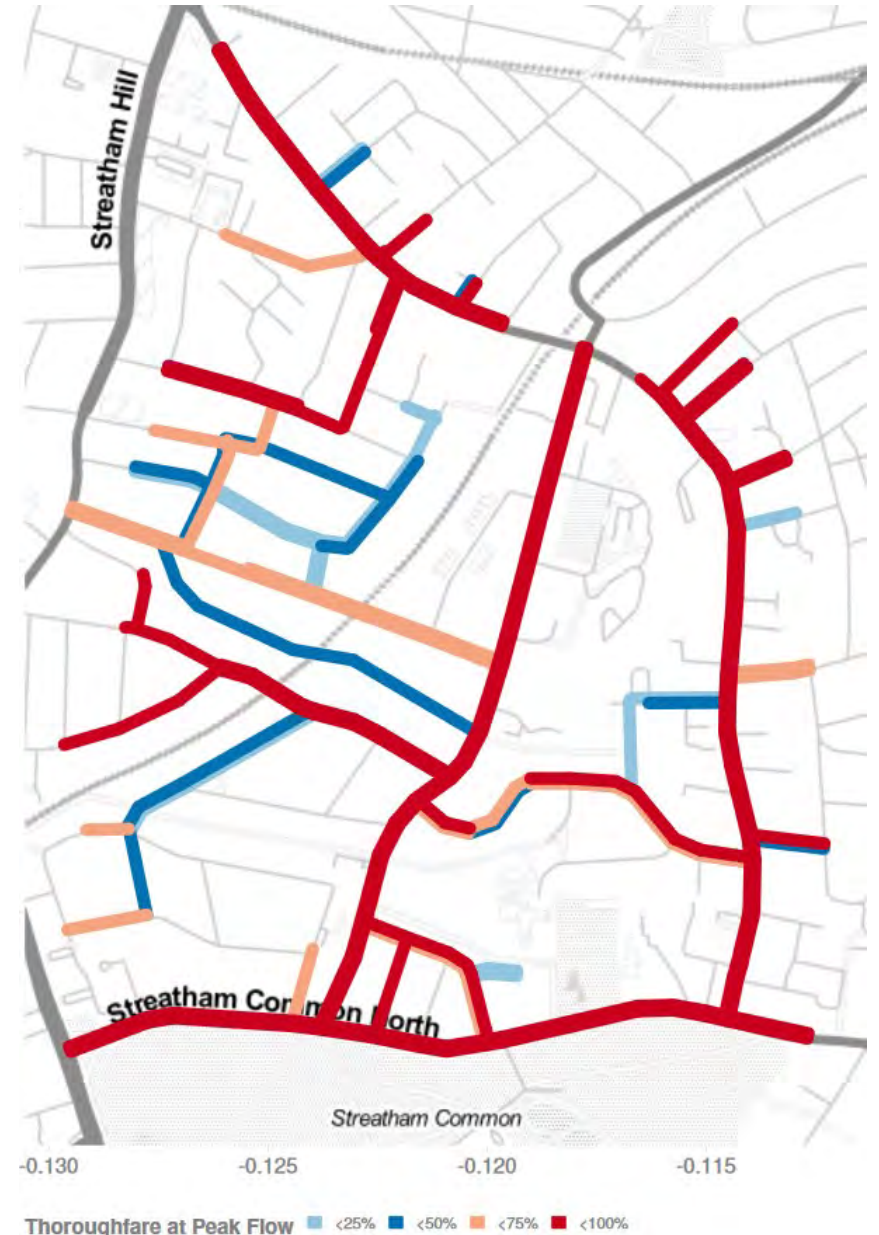 Streatham Hill
Streatham Common North
Streatham Common
-0.130 -0.125 -0.120 -0.115
Thoroughfare at Peak Flow <25% <50% <75% <100%